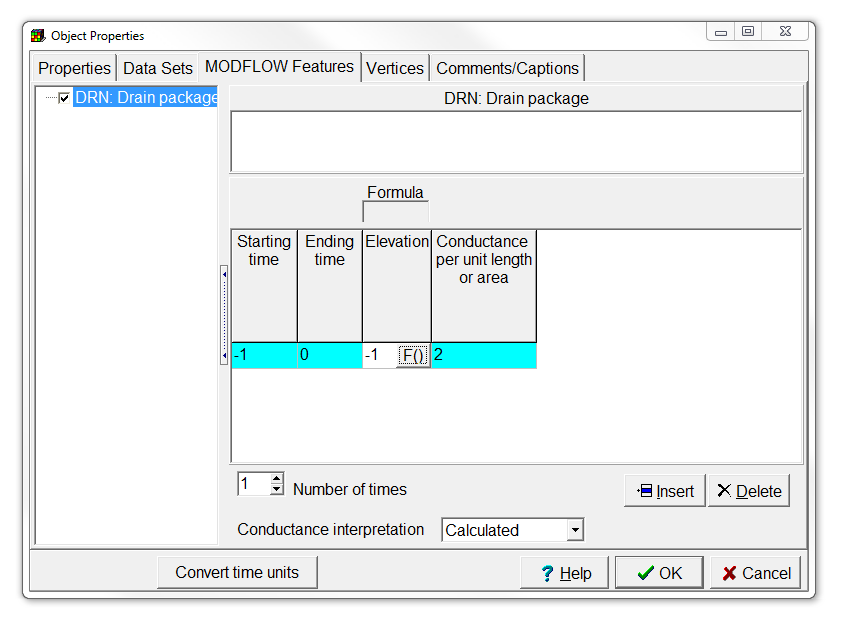 Object Properties
Properties Data Sets MODFLOW Features Vertices Comments/Captions
DRN: Drain package
DRN: Drain package
Formula
Starting time
Ending time
Elevation
Conductance per unit length or area
-1 0 -1 F() 2
1 Number of times
Insert Delete
Conductance interpretation Calculated
Convert time units ? Help OK Cancel